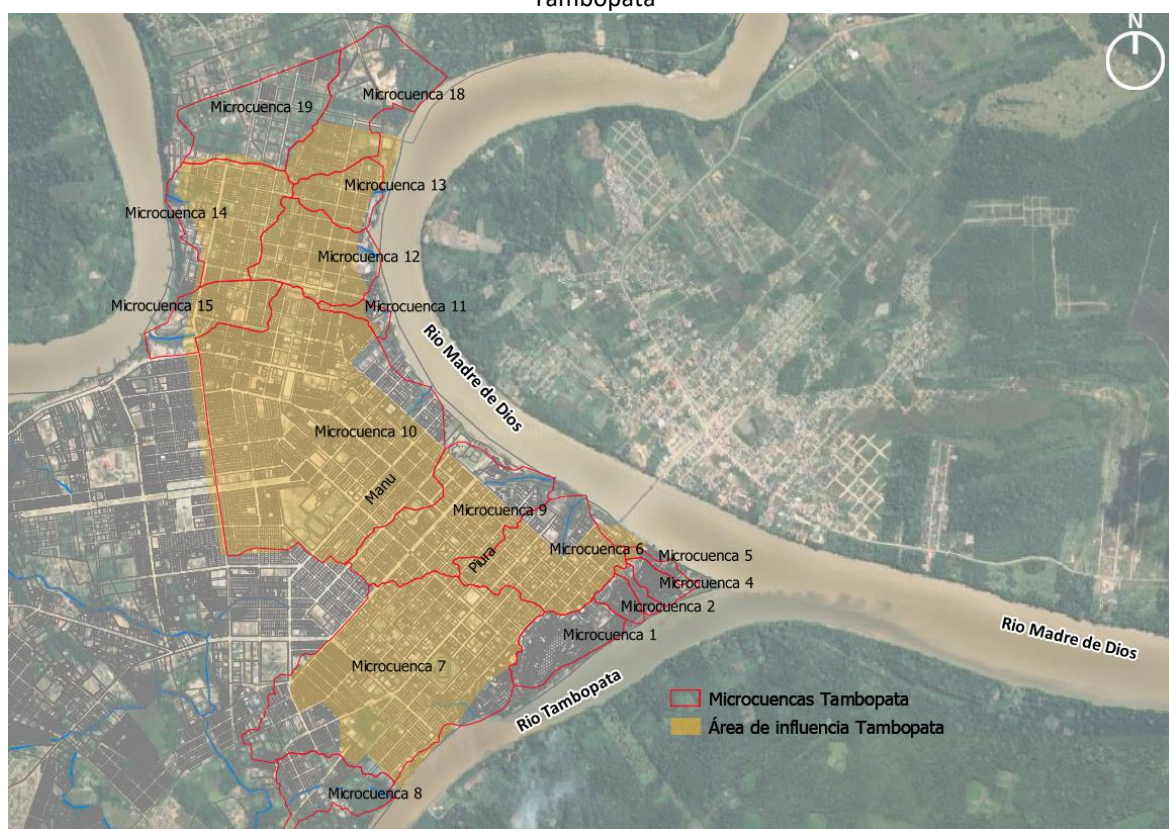 Tambopata
N
Microcuenca 18
Microcuenca 19
Microcuenca 13
Microcuenca 14
Microcuenca 12
Microcuenca 15
Microcuenca 11
Rio Madre de Dios
Microcuenca 10
Manu
Microcuenca 9
Piura
Microcuenca 6
Microcuenca 5
Microcuenca 4
Microcuenca 2
Microcuenca 1
Rio Madre de Dios
Microcuenca 7
Rio Tambopata
Microcuencas Tambopata
Área de influencia Tambopata
Microcuenca 8